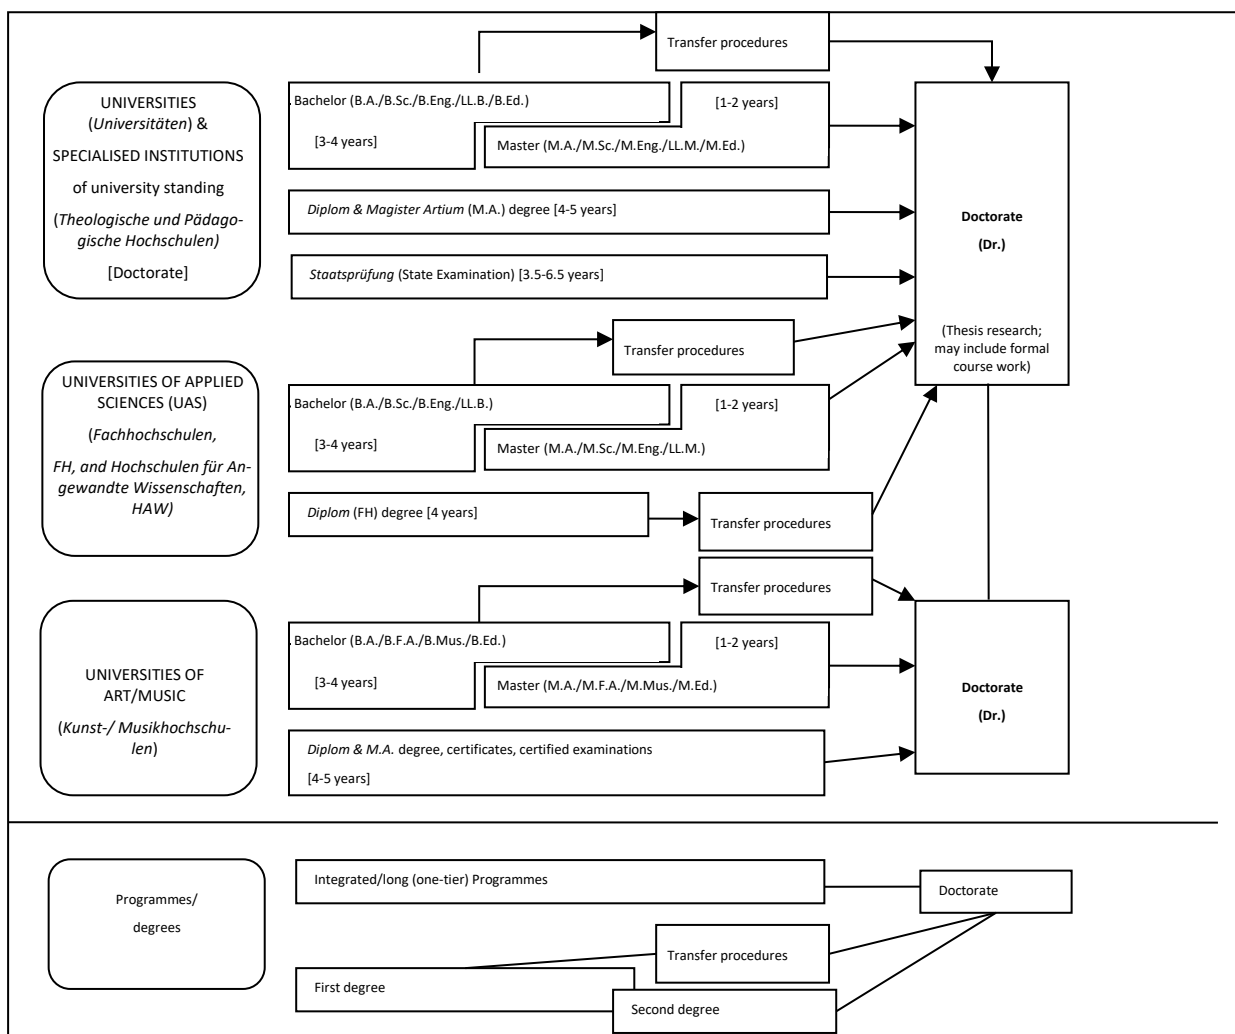 Transfer procedures
UNIVERSITIES
(Universitäten) &
SPECIALISED INSTITUTIONS
of university standing
(Theologische und Pädago-
gische Hochschulen)
[Doctorate]
. Bachelor (B.A./B.Sc./B.Eng./LL.B./B.Ed.)
[3-4 years]
[1-2 years]
Master (M.A./M.Sc./M.Eng./LL.M./M.Ed.)
Diplom & Magister Artium (M.A.) degree [4-5 years]
Staatsprüfung (State Examination) [3.5-6.5 years]
Doctorate
(Dr.)
(Thesis research;
may include formal
course work)
UNIVERSITIES OF APPLIED
SCIENCES (UAS)
(Fachhochschulen,
FH, and Hochschulen für An-
gewandte Wissenschaften,
HAW)
Transfer procedures
. Bachelor (B.A./B.Sc./B.Eng./LL.B.)
[3-4 years]
[1-2 years]
Master (M.A./M.Sc./M.Eng./LL.M.)
Diplom (FH) degree [4 years]
Transfer procedures
Transfer procedures
UNIVERSITIES OF
ART/MUSIC
(Kunst-/ Musikhochschu-
len)
. Bachelor (B.A./B.F.A./B.Mus./B.Ed.)
[3-4 years]
[1-2 years]
Master (M.A./M.F.A./M.Mus./M.Ed.)
Diplom & M.A. degree, certificates, certified examinations
[4-5 years]
Doctorate
(Dr.)
Programmes/
degrees
Integrated/long (one-tier) Programmes
Doctorate
Transfer procedures
First degree
Second degree